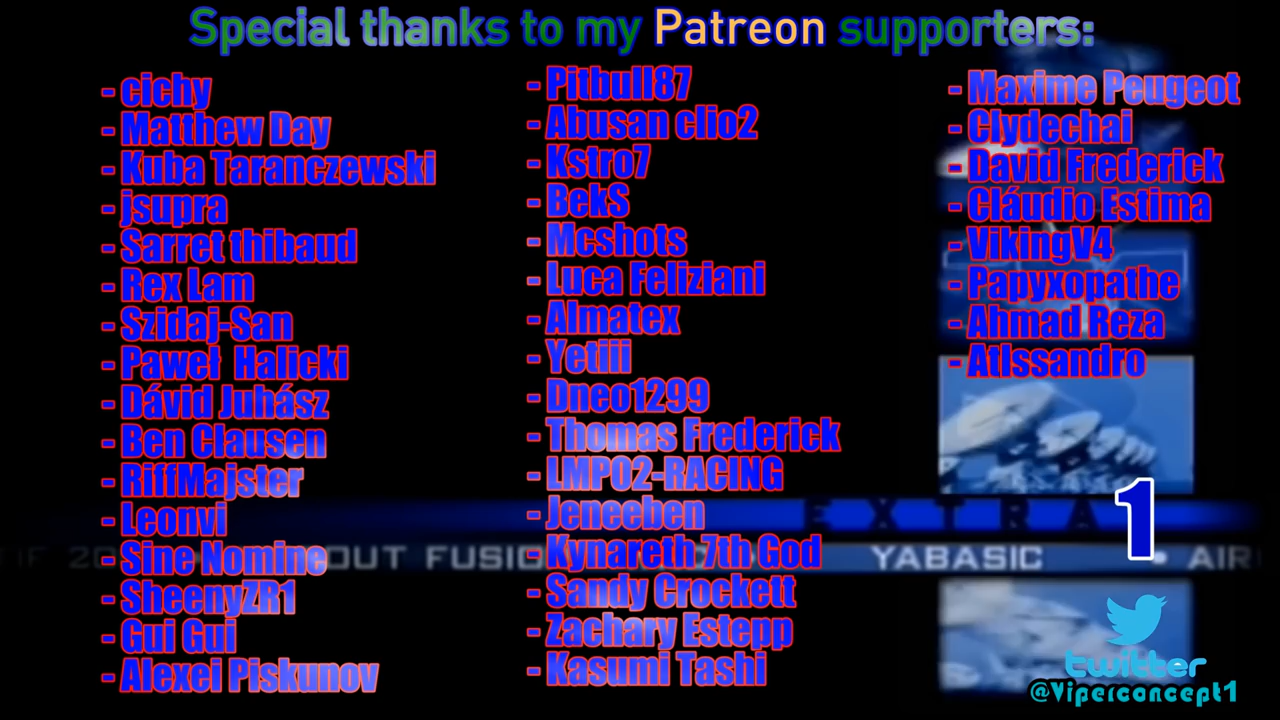 Special thanks to my Patreon supporters:
- cichy
- Matthew Day
- Kuba Taranczewski
- jsupra
- Sarret thibaud
- Rex Lam
- Szidaj-San
- Paweł Halicki
- Dávid Juhász
- Ben Clausen
- RiffMajster
- Leonvi
- Sine Nomine
- SheenyZR1
- Gui Gui
- Alexei Piskunov
- Pitbull87
- Abusan clio2
- Kstro7
- BekS
- Mcshots
- Luca Feliziani
- Almatex
- Yetiii
- Dneo1299
- Thomas Frederick
- LMP02-RACING
- Jeneeben
- Kynareth 7th God
- Sandy Crockett
- Zachary Estepp
- Kasumi Tashi
- Maxime Peugeot
- Clydechai
- David Frederick
- Cláudio Estima
- VikingV4
- Papyxopathe
- Ahmad Reza
- Atlssandro
EXTRA
1
YABASIC
twitter
@Viperconcept1